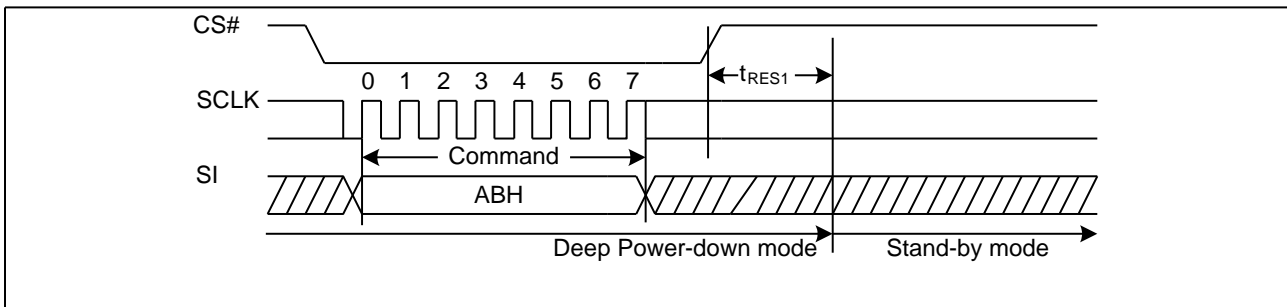 CS#
tRES1
0 1 2 3 4 5 6 7
SCLK
Command
SI
ABH
Deep Power-down mode Stand-by mode